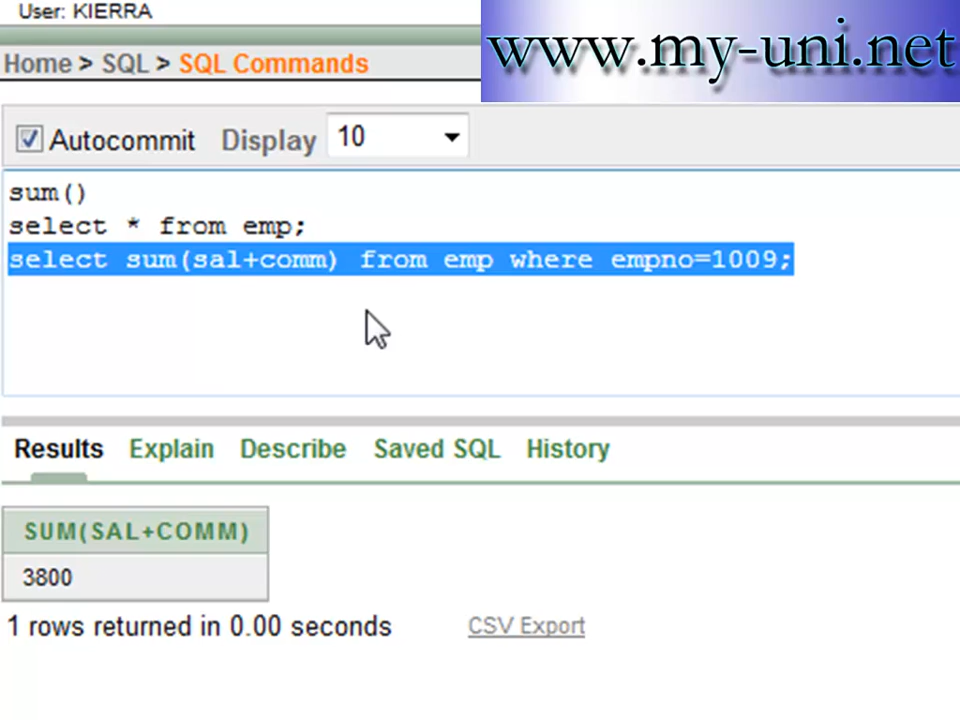 User: KIERRA
www.my-uni.net
Home > SQL > SQL Commands
Autocommit Display 10
sum()
select * from emp;
select sum(sal+comm) from emp where empno=1009;
Results Explain Describe Saved SQL History
SUM(SAL+COMM)
3800
1 rows returned in 0.00 seconds CSV Export